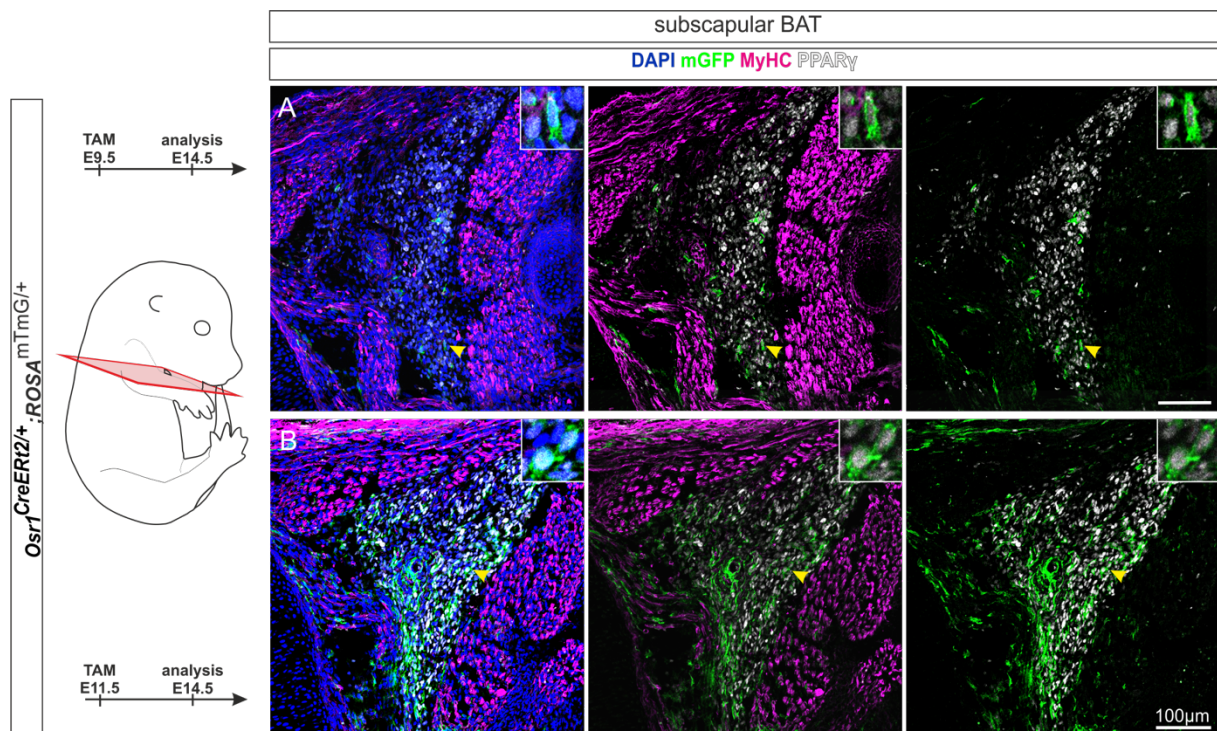 subscapular BAT
DAPI mGFP MyHC PPARγ
Osr1CreERt2/+;ROSAmTmG/+
TAM analysis
E9.5 E14.5
A
B
TAM analysis
E11.5 E14.5
100µm